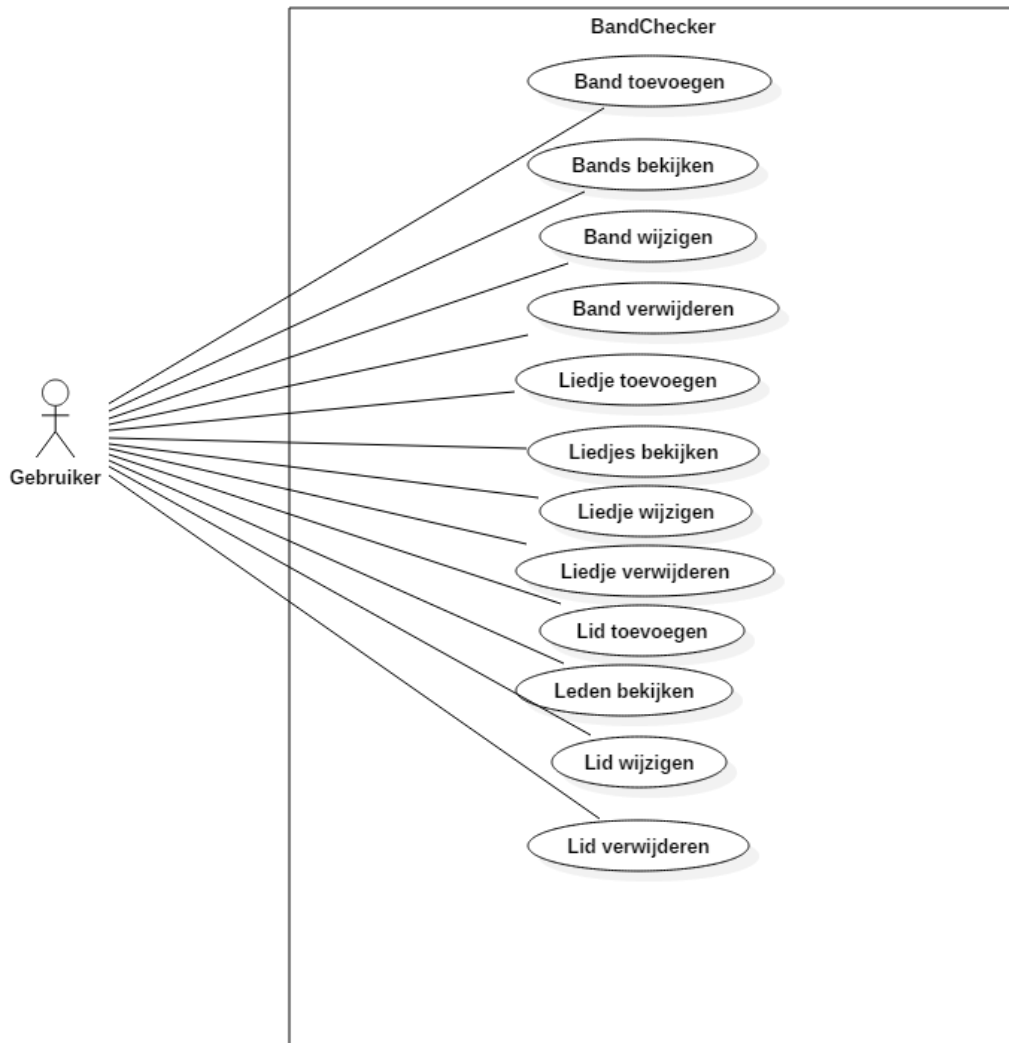 BandChecker
Band toevoegen
Bands bekijken
Band wijzigen
Band verwijderen
Liedje toevoegen
Liedjes bekijken
Liedje wijzigen
Liedje verwijderen
Lid toevoegen
Leden bekijken
Lid wijzigen
Lid verwijderen
Gebruiker